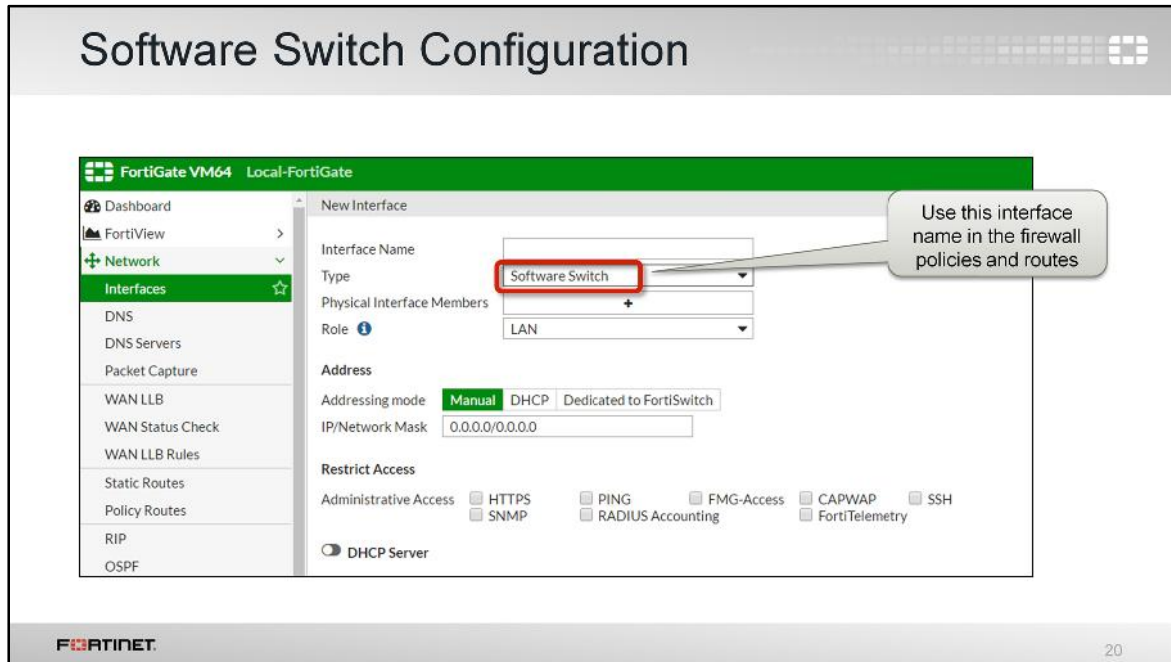 Software Switch Configuration
FortiGate VM64 Local-FortiGate
Dashboard
FortiView
Network
Interfaces
DNS
DNS Servers
Packet Capture
WAN LLB
WAN Status Check
WAN LLB Rules
Static Routes
Policy Routes
RIP
OSPF
New Interface
Interface Name
Type Software Switch
Physical Interface Members +
Role LAN
Address
Addressing mode Manual DHCP Dedicated to FortiSwitch
IP/Network Mask 0.0.0.0/0.0.0.0
Restrict Access
Administrative Access HTTPS PING FMG-Access CAPWAP SSH
SNMP RADIUS Accounting FortiTelemetry
DHCP Server
Use this interface
name in the firewall
policies and routes
FORTINET.
20